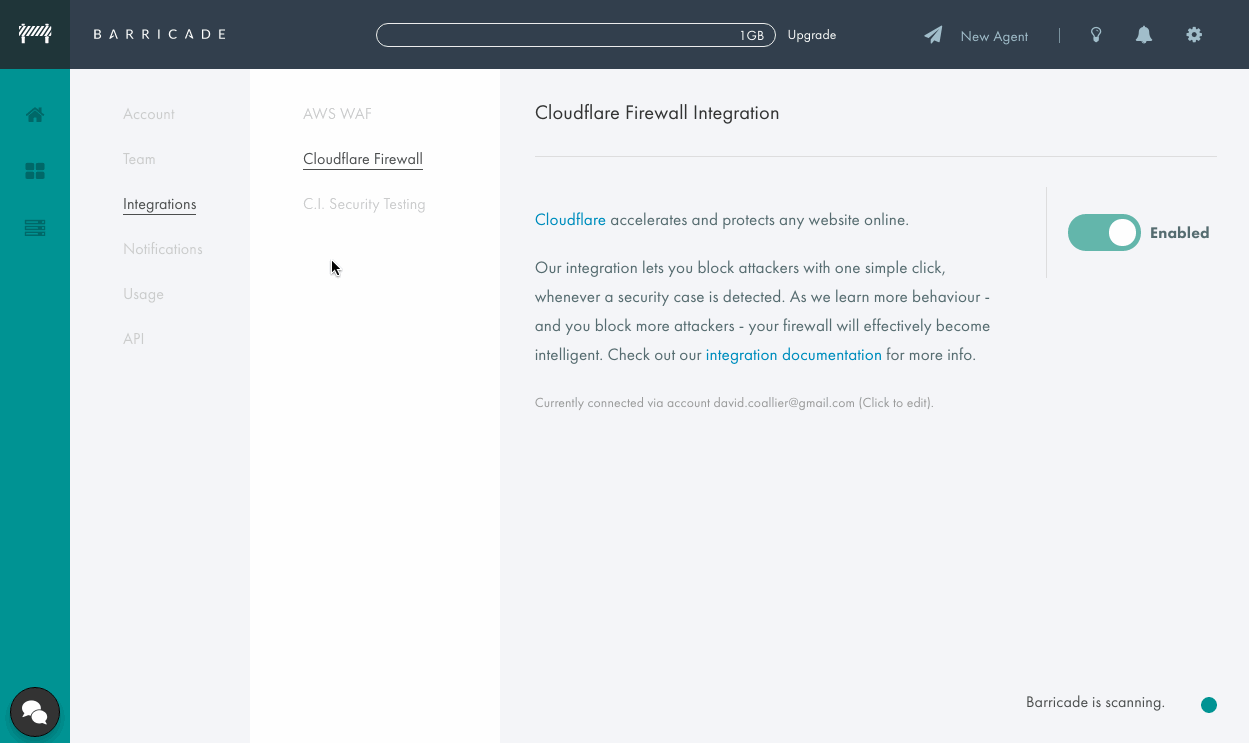 BARRICADE
1GB
Upgrade
New Agent
Account
Team
Integrations
Notifications
Usage
API
AWS WAF
Cloudflare Firewall
C.I. Security Testing
Cloudflare Firewall Integration
Cloudflare accelerates and protects any website online.
Enabled
Our integration lets you block attackers with one simple click,
whenever a security case is detected. As we learn more behaviour -
and you block more attackers - your firewall will effectively become
intelligent. Check out our integration documentation for more info.
Currently connected via account david.coallier@gmail.com (Click to edit).
Barricade is scanning.